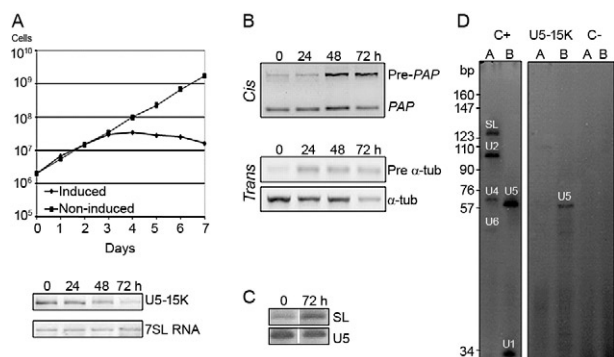 A
Cells
10^10
10^9
10^8
10^7
10^6
10^5
Induced
Non-induced
0 1 2 3 4 5 6 7
Days
0 24 48 72 h
U5-15K
7SL RNA
B
0 24 48 72 h
Cis
Pre-PAP
PAP
0 24 48 72 h
Trans
Pre α-tub
α-tub
C
0 72 h
SL
U5
D
C+ U5-15K C-
A B A B A B
bp
160
147
123
110
90
76
57
34
SL
U2
U4
U5
U6
U1
U5